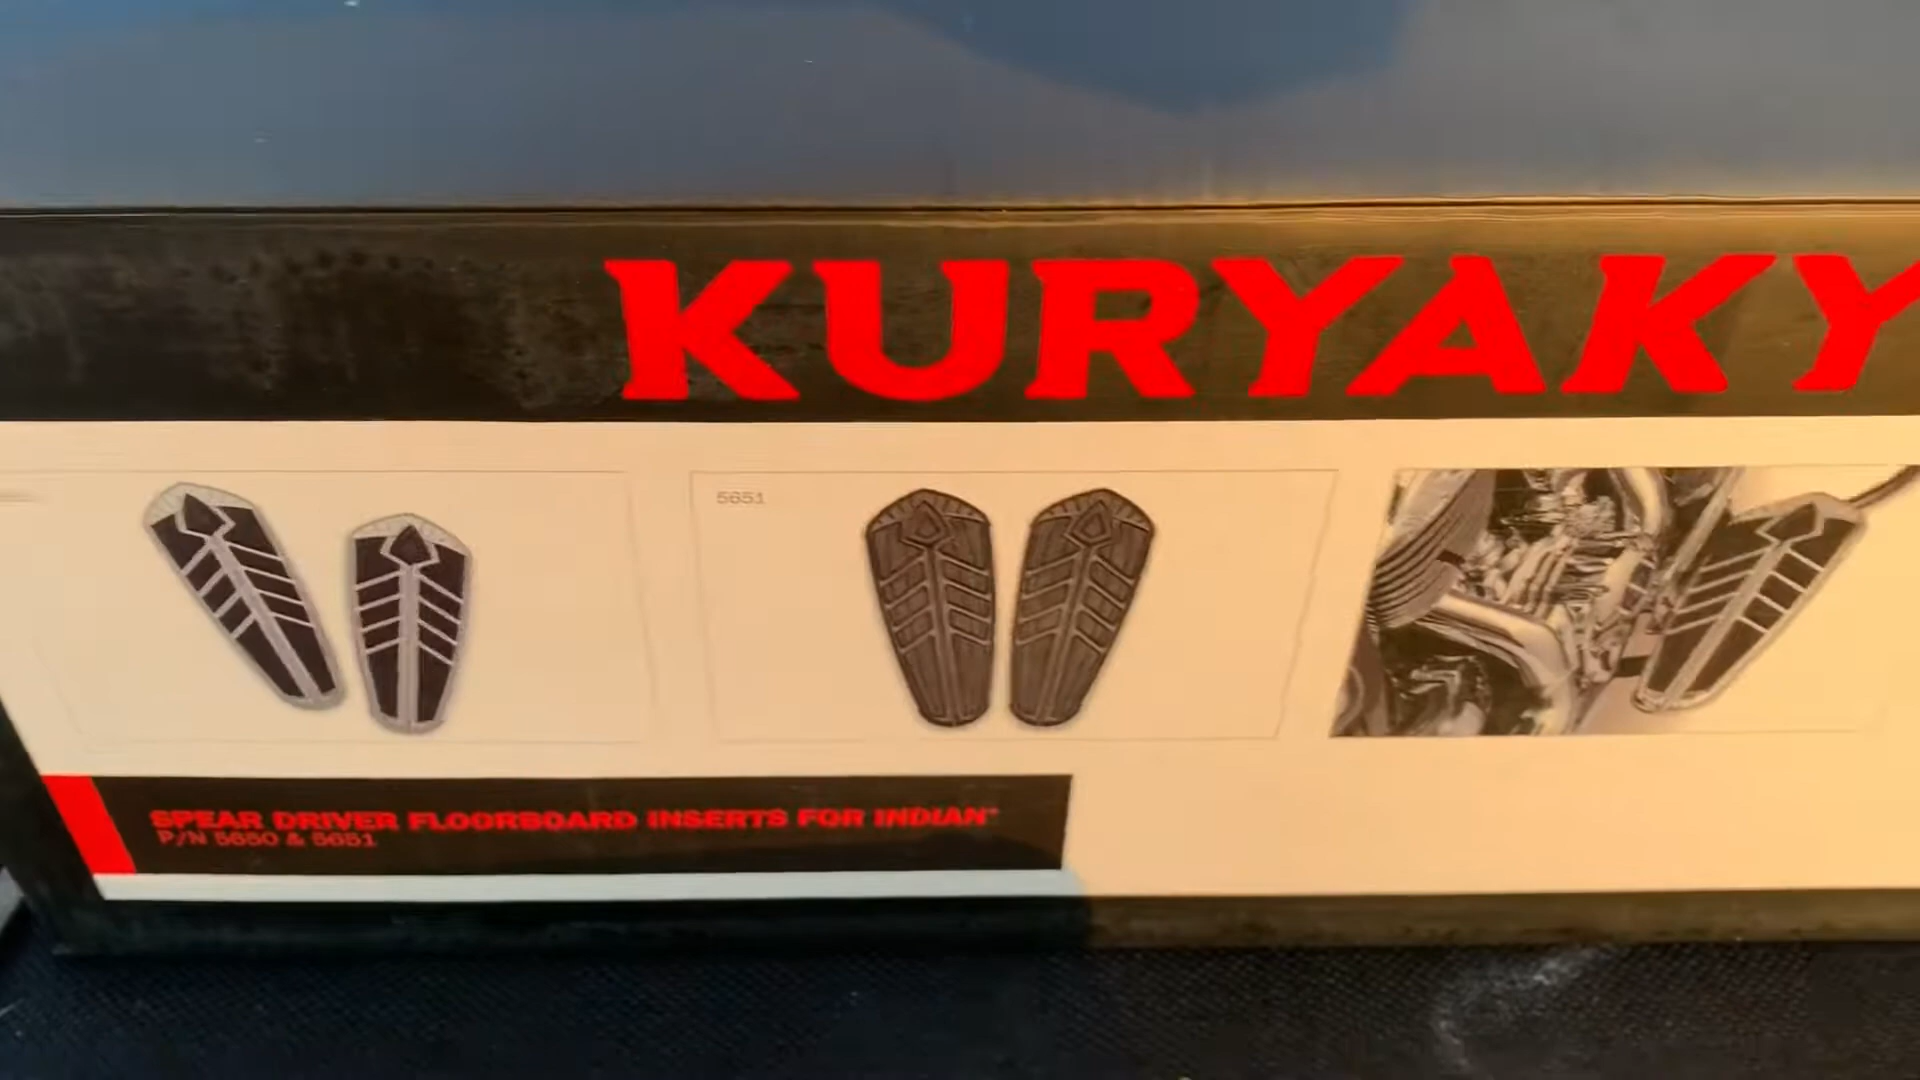 KURYAKY
5651
SPEAR DRIVER FLOORBOARD INSERTS FOR INDIAN®
P/N 5650 & 5651